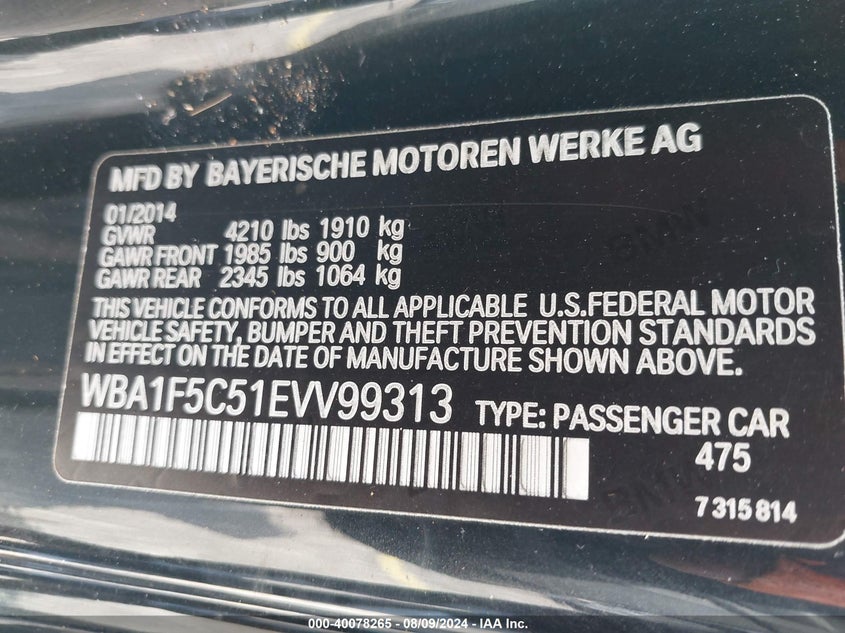 MFD BY BAYERISCHE MOTOREN WERKE AG
01/2014
GVWR 4210 lbs 1910 kg
GAWR FRONT 1985 lbs 900 kg
GAWR REAR 2345 lbs 1064 kg
THIS VEHICLE CONFORMS TO ALL APPLICABLE U.S.FEDERAL MOTOR
VEHICLE SAFETY, BUMPER AND THEFT PREVENTION STANDARDS
IN EFFECT ON THE DATE OF MANUFACTURE SHOWN ABOVE.
WBA1F5C51EVV99313 TYPE: PASSENGER CAR
475
7 315 814
000-40078265 - 08/09/2024 - IAA Inc.